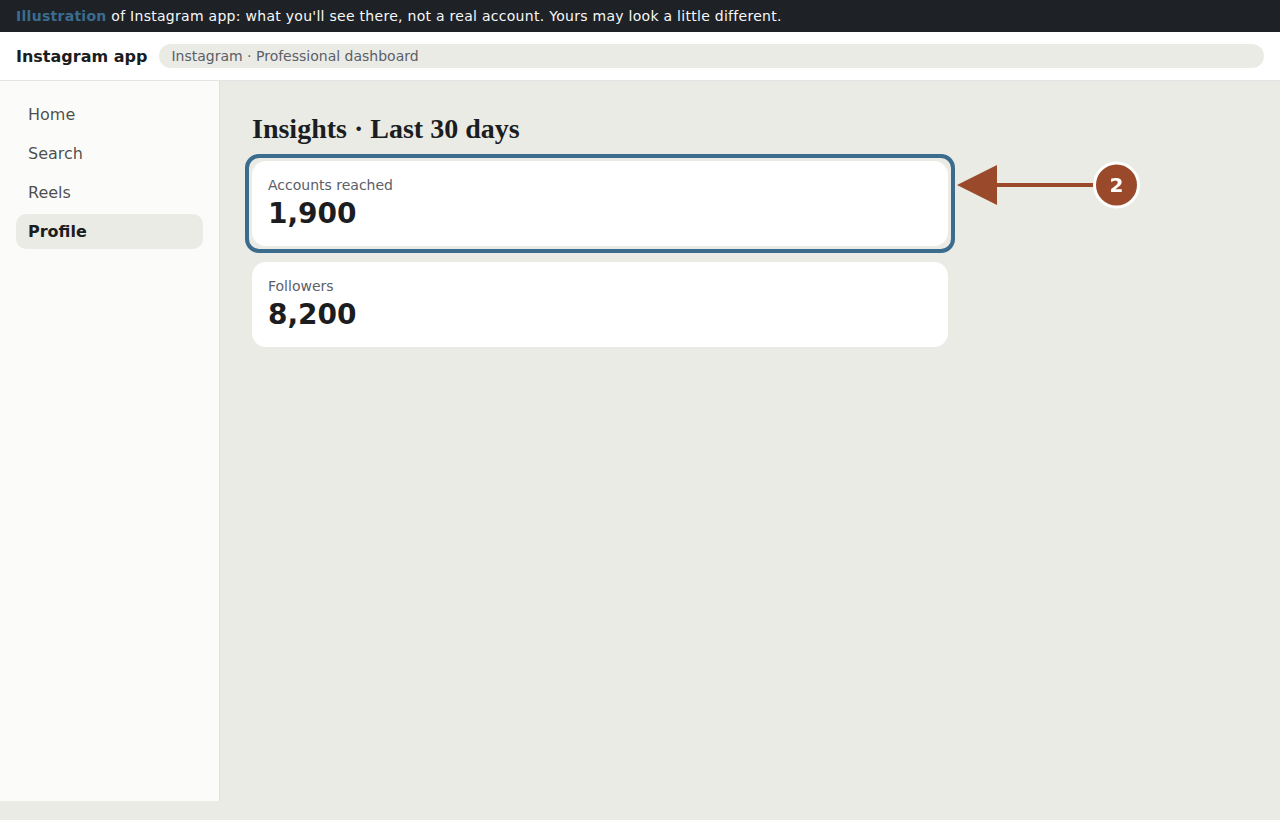 Illustration of Instagram app: what you'll see there, not a real account. Yours may look a little different.
Instagram app
Instagram · Professional dashboard
Home
Search
Reels
Profile
Insights · Last 30 days
Accounts reached
1,900
2
Followers
8,200